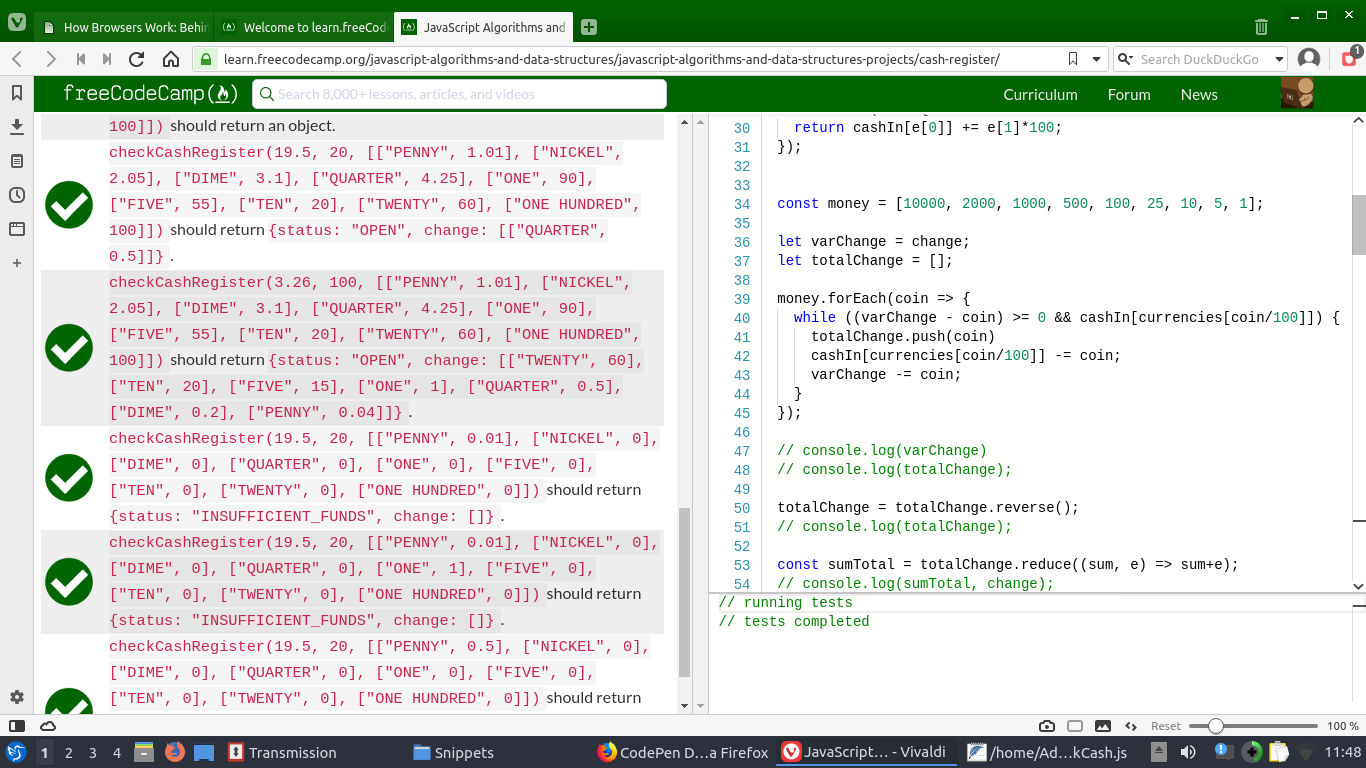 How Browsers Work: Behin
Welcome to learn.freeCode
JavaScript Algorithms and
learn.freecodecamp.org/javascript-algorithms-and-data-structures/javascript-algorithms-and-data-structures-projects/cash-register/
Search DuckDuckGo
1
freeCodeCamp
Search 8,000+ lessons, articles, and videos
Curriculum
Forum
News
100]]) should return an object.
checkCashRegister(19.5, 20, [["PENNY", 1.01], ["NICKEL",
2.05], ["DIME", 3.1], ["QUARTER", 4.25], ["ONE", 90],
["FIVE", 55], ["TEN", 20], ["TWENTY", 60], ["ONE HUNDRED",
100]]) should return {status: "OPEN", change: [["QUARTER",
0.5]]}.
checkCashRegister(3.26, 100, [["PENNY", 1.01], ["NICKEL",
2.05], ["DIME", 3.1], ["QUARTER", 4.25], ["ONE", 90],
["FIVE", 55], ["TEN", 20], ["TWENTY", 60], ["ONE HUNDRED",
100]]) should return {status: "OPEN", change: [["TWENTY", 60],
["TEN", 20], ["FIVE", 15], ["ONE", 1], ["QUARTER", 0.5],
["DIME", 0.2], ["PENNY", 0.04]]}.
checkCashRegister(19.5, 20, [["PENNY", 0.01], ["NICKEL", 0],
["DIME", 0], ["QUARTER", 0], ["ONE", 0], ["FIVE", 0],
["TEN", 0], ["TWENTY", 0], ["ONE HUNDRED", 0]]) should return
{status: "INSUFFICIENT_FUNDS", change: []}.
checkCashRegister(19.5, 20, [["PENNY", 0.01], ["NICKEL", 0],
["DIME", 0], ["QUARTER", 0], ["ONE", 1], ["FIVE", 0],
["TEN", 0], ["TWENTY", 0], ["ONE HUNDRED", 0]]) should return
{status: "INSUFFICIENT_FUNDS", change: []}.
checkCashRegister(19.5, 20, [["PENNY", 0.5], ["NICKEL", 0],
["DIME", 0], ["QUARTER", 0], ["ONE", 0], ["FIVE", 0],
["TEN", 0], ["TWENTY", 0], ["ONE HUNDRED", 0]]) should return
30 return cashIn[e[0]] += e[1]*100;
31 });
32
33
34 const money = [10000, 2000, 1000, 500, 100, 25, 10, 5, 1];
35
36 let varChange = change;
37 let totalChange = [];
38
39 money.forEach(coin => {
40 while ((varChange - coin) >= 0 && cashIn[currencies[coin/100]]) {
41 totalChange.push(coin)
42 cashIn[currencies[coin/100]] -= coin;
43 varChange -= coin;
44 }
45 });
46
47 // console.log(varChange)
48 // console.log(totalChange);
49
50 totalChange = totalChange.reverse();
51 // console.log(totalChange);
52
53 const sumTotal = totalChange.reduce((sum, e) => sum+e);
54 // console.log(sumTotal, change);
// running tests
// tests completed
Reset
100 %
1 2 3 4
Transmission
Snippets
CodePen D...a Firefox
JavaScript... - Vivaldi
/home/Ad...kCash.js
11:48